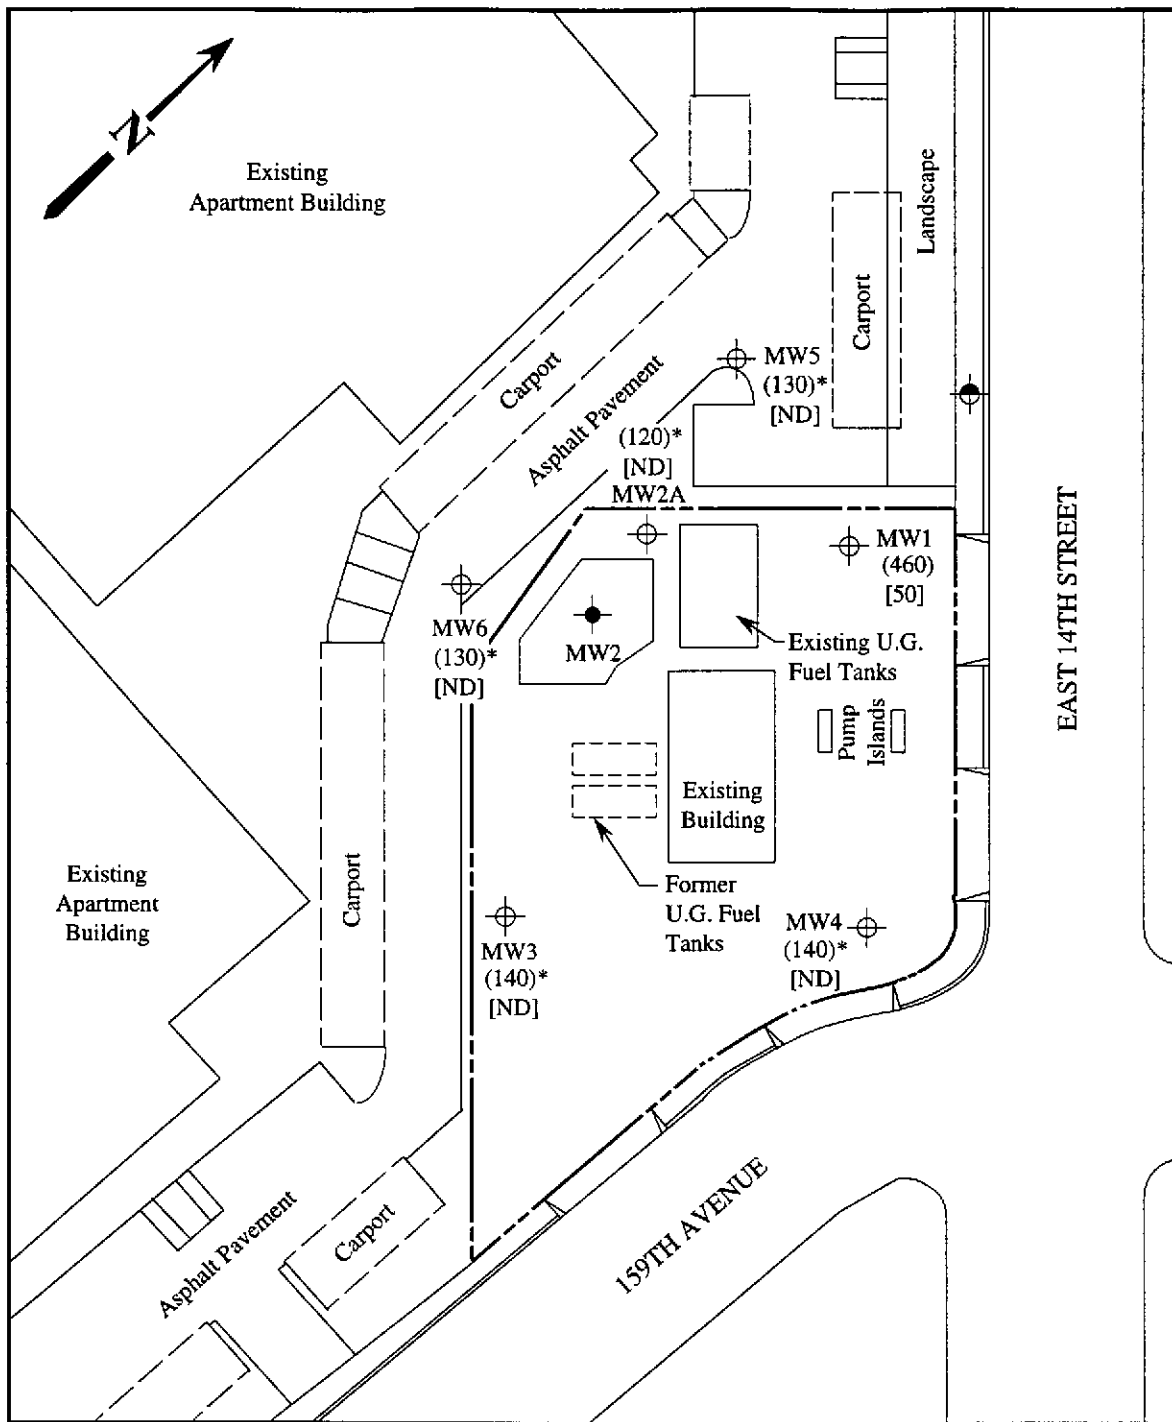 N
Existing
Apartment Building
Landscape
Carport
Carport
Asphalt Pavement
MW5
(130)*
[ND]
(120)*
[ND]
MW2A
MW1
(460)
[50]
EAST 14TH STREET
MW6
(130)*
[ND]
MW2
Existing U.G.
Fuel Tanks
Pump
Islands
Existing
Building
Existing
Apartment
Building
Carport
Former
U.G. Fuel
Tanks
MW3
(140)*
[ND]
MW4
(140)*
[ND]
159TH AVENUE
Asphalt Pavement
Carport